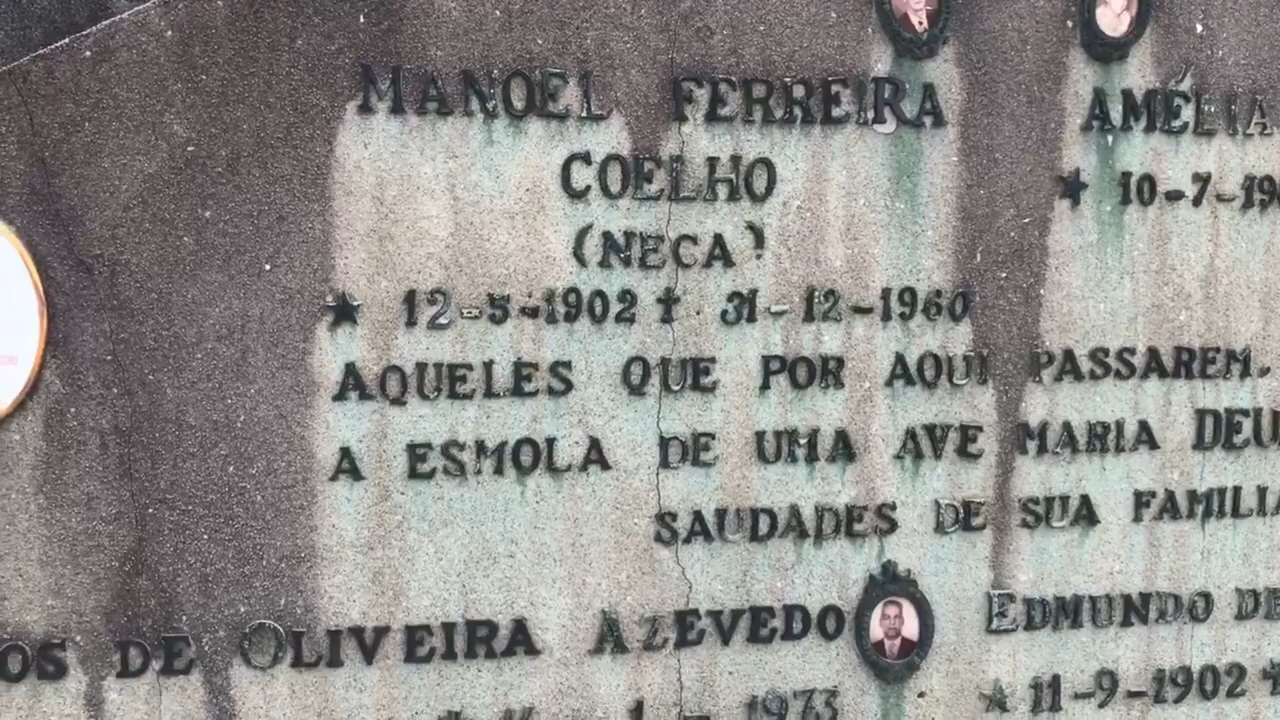 MANOEL FERREIRA
COELHO
(NECA)
★ 12-5-1902 † 31-12-1960
AMÉLIA
★ 10-7-19
AQUELES QUE POR AQUI PASSAREM.
A ESMOLA DE UMA AVE MARIA DEU
SAUDADES DE SUA FAMILIA
OS DE OLIVEIRA AZEVEDO
1 - 1973
EDMUNDO DE
★ 11-9-1902 †